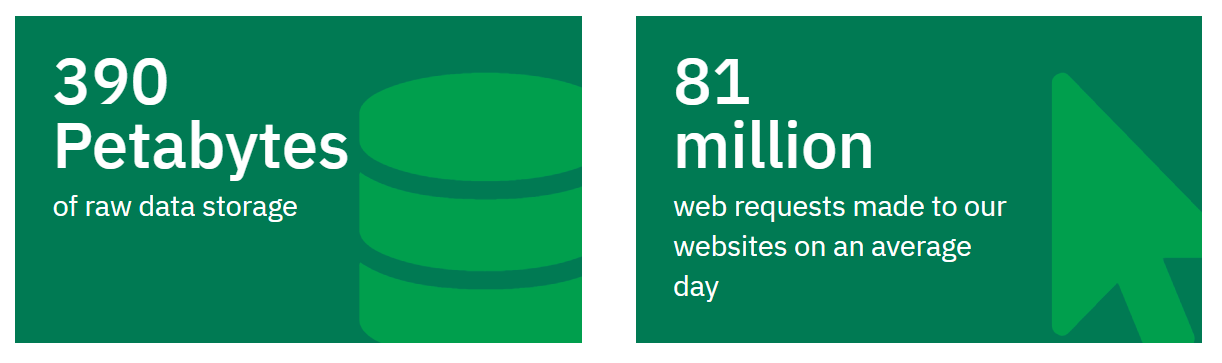 390
Petabytes
of raw data storage
81
million
web requests made to our
websites on an average
day